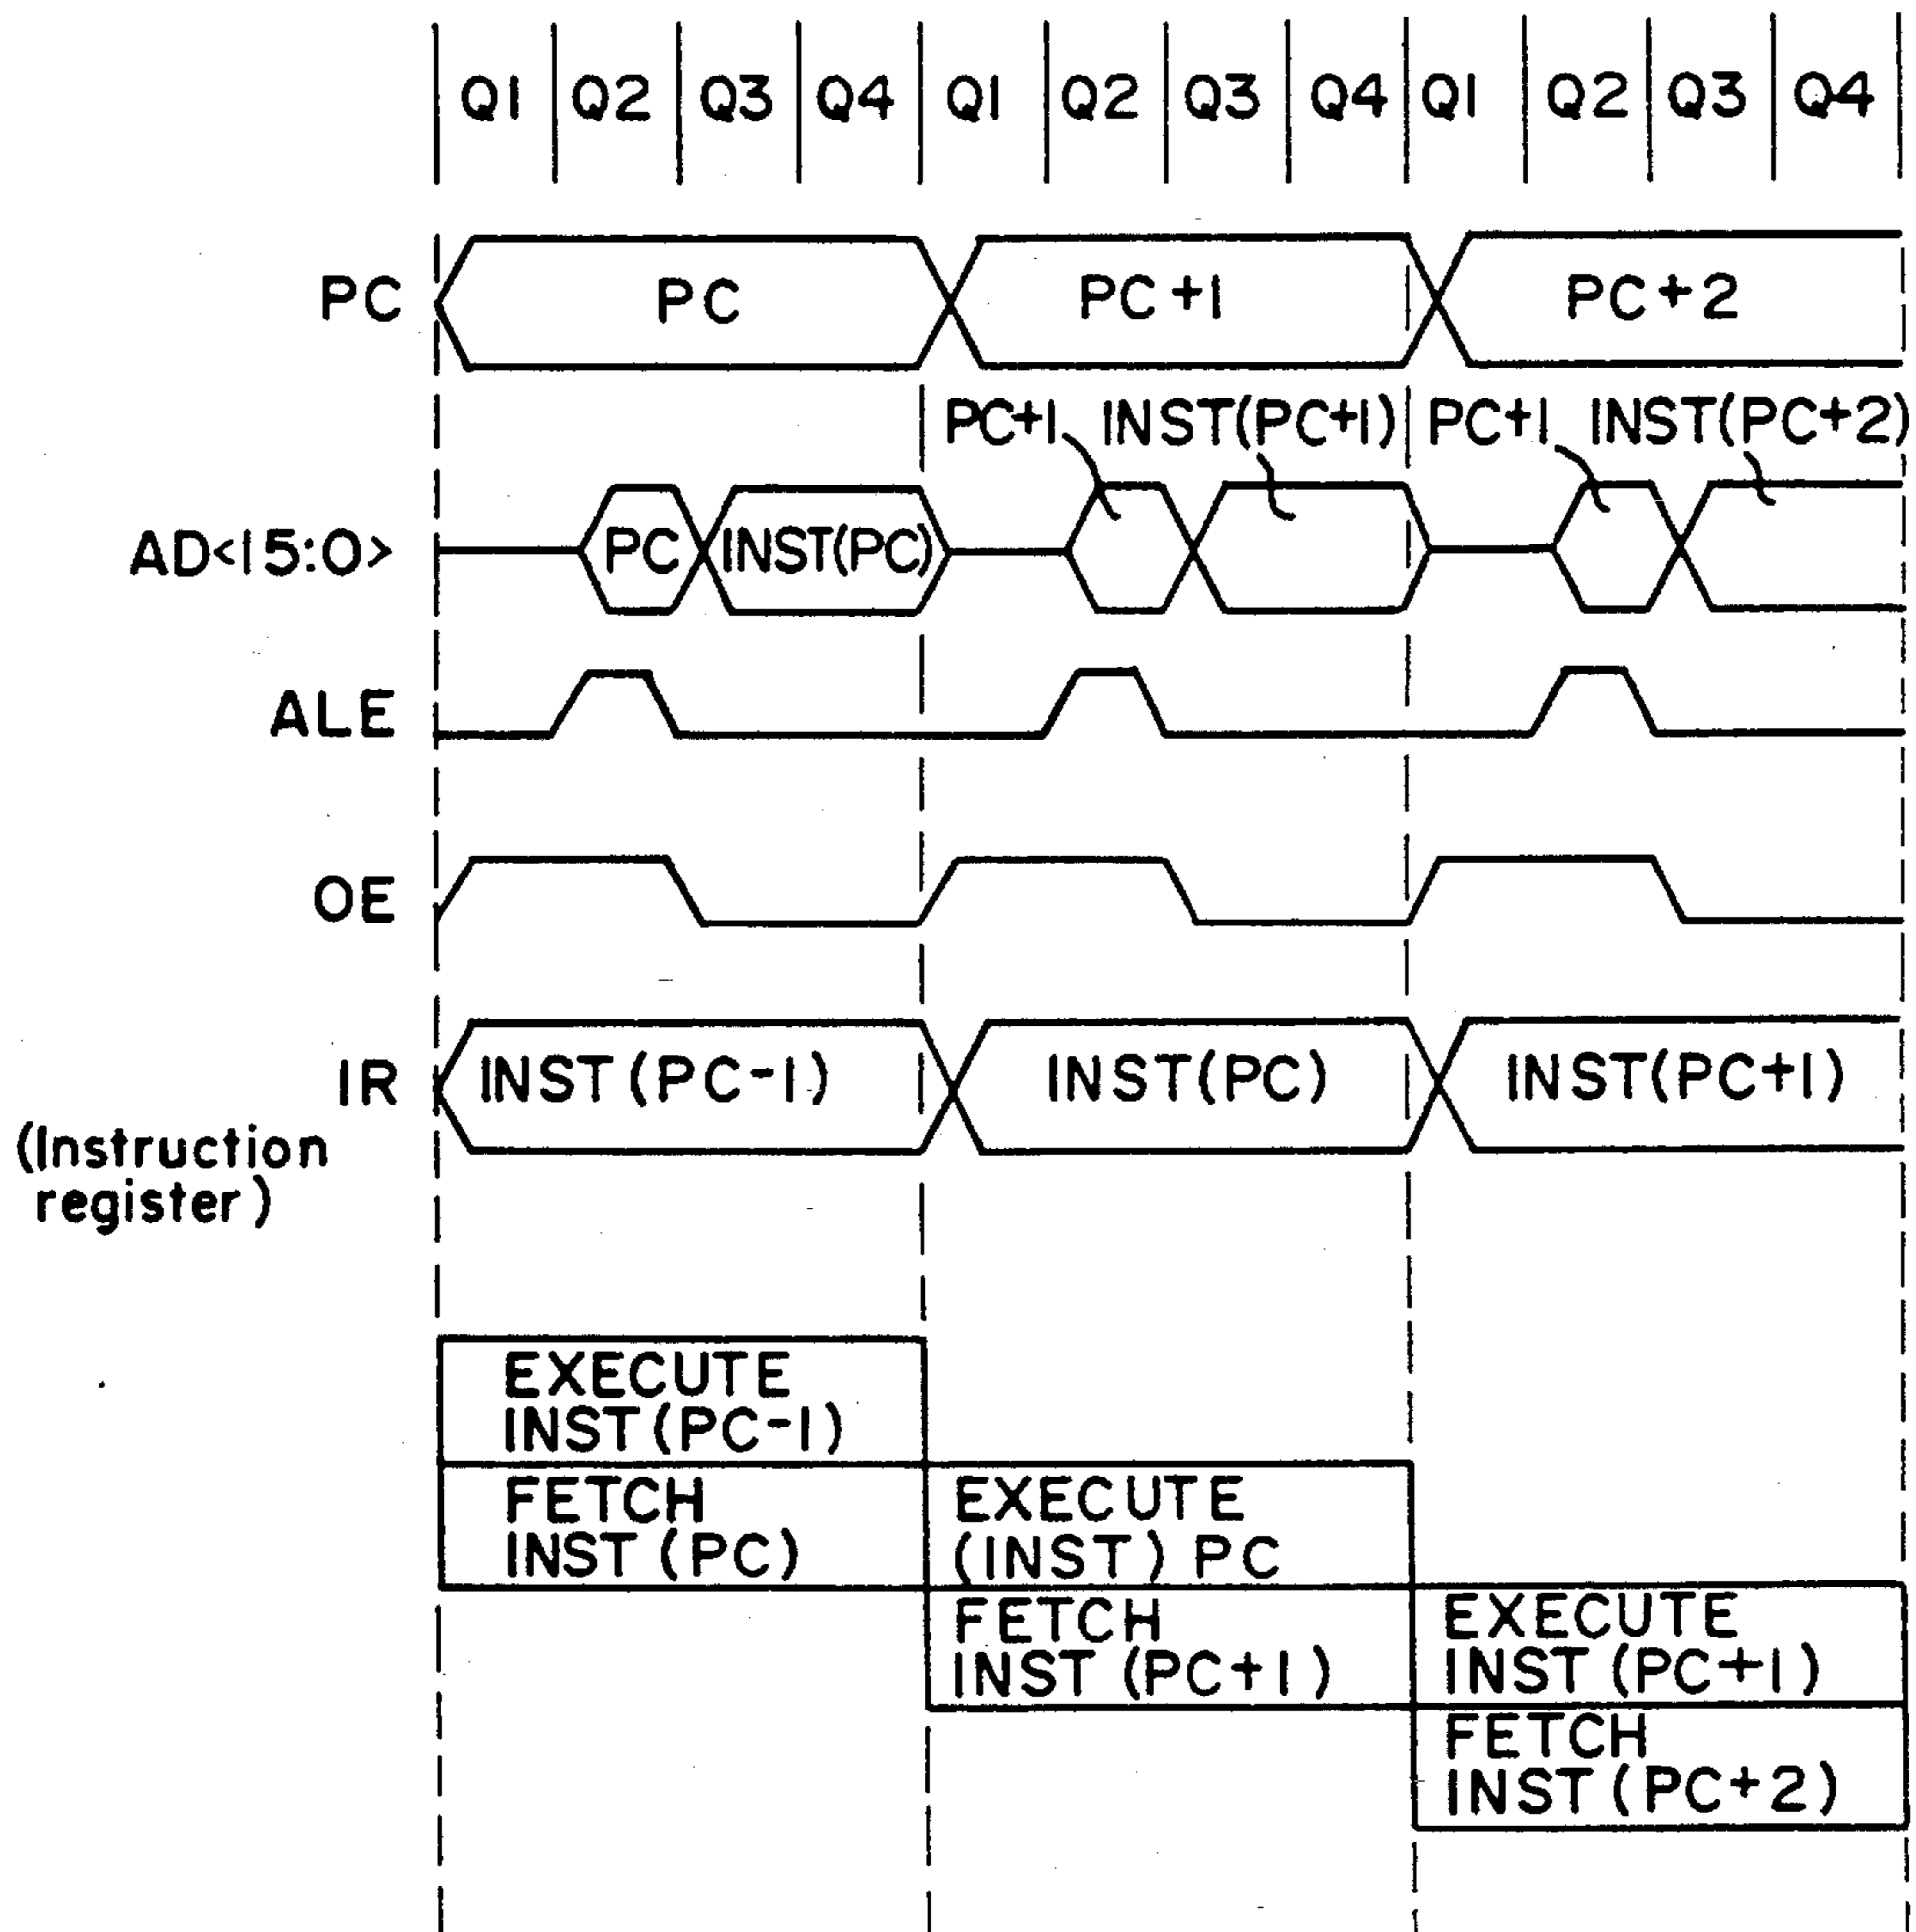 Q1 Q2 Q3 Q4 Q1 Q2 Q3 Q4 Q1 Q2 Q3 Q4
PC PC PC+1 PC+2
PC+1 INST(PC+1) PC+1 INST(PC+2)
AD<15:0> PC INST(PC)
ALE
OE
IR INST(PC-1) INST(PC) INST(PC+1)
(Instruction
register)
EXECUTE
INST(PC-1)
FETCH
INST(PC)
EXECUTE
(INST) PC
FETCH
INST (PC+1)
EXECUTE
INST (PC+1)
FETCH
INST(PC+2)